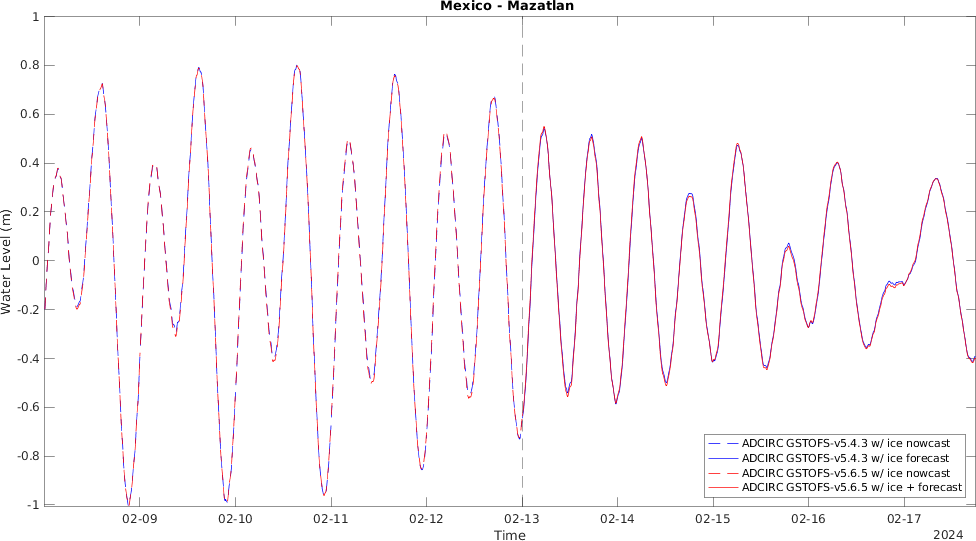 Mexico - Mazatlan
Water Level (m)
1
0.8
0.6
0.4
0.2
0
-0.2
-0.4
-0.6
-0.8
-1
ADCIRC GSTOFS-v5.4.3 w/ ice nowcast
ADCIRC GSTOFS-v5.4.3 w/ ice forecast
ADCIRC GSTOFS-v5.6.5 w/ ice nowcast
ADCIRC GSTOFS-v5.6.5 w/ ice + forecast
02-09 02-10 02-11 02-12 02-13 02-14 02-15 02-16 02-17
Time
2024